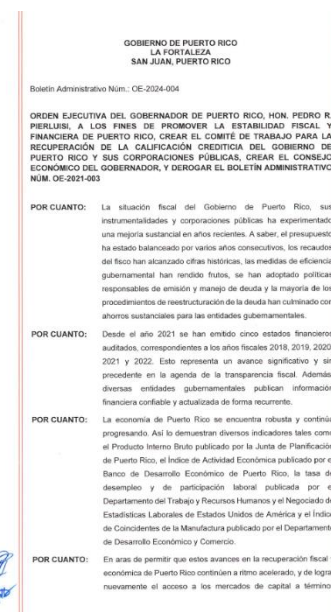 GOBIERNO DE PUERTO RICO
LA FORTALEZA
SAN JUAN, PUERTO RICO
Boletín Administrativo Núm.: OE-2024-004
ORDEN EJECUTIVA DEL GOBERNADOR DE PUERTO RICO, HON. PEDRO R.
PIERLUISI, A LOS FINES DE PROMOVER LA ESTABILIDAD FISCAL Y
FINANCIERA DE PUERTO RICO, CREAR EL COMITÉ DE TRABAJO PARA LA
RECUPERACIÓN DE LA CALIFICACIÓN CREDITICIA DEL GOBIERNO DE
PUERTO RICO Y SUS CORPORACIONES PÚBLICAS, CREAR EL CONSEJO
ECONÓMICO DEL GOBERNADOR, Y DEROGAR EL BOLETÍN ADMINISTRATIVO
NÚM. OE-2021-003
POR CUANTO: La situación fiscal del Gobierno de Puerto Rico, sus
instrumentalidades y corporaciones públicas ha experimentado
una mejoría sustancial en años recientes. A saber, el presupuesto
ha estado balanceado por varios años consecutivos, los recaudos
del fisco han alcanzado cifras históricas, las medidas de eficiencia
gubernamental han rendido frutos, se han adoptado políticas
responsables de emisión y manejo de deuda y la mayoría de los
procedimientos de reestructuración de la deuda han culminado con
ahorros sustanciales para las entidades gubernamentales.
POR CUANTO: Desde el año 2021 se han emitido cinco estados financieros
auditados, correspondientes a los años fiscales 2018, 2019, 2020,
2021 y 2022. Esto representa un avance significativo y sin
precedente en la agenda de la transparencia fiscal. Además,
diversas entidades gubernamentales publican información
financiera confiable y actualizada de forma recurrente.
POR CUANTO: La economía de Puerto Rico se encuentra robusta y continúa
progresando. Así lo demuestran diversos indicadores tales como
el Producto Interno Bruto publicado por la Junta de Planificación
de Puerto Rico, el Índice de Actividad Económica publicado por el
Banco de Desarrollo Económico de Puerto Rico, la tasa de
desempleo y de participación laboral publicada por el
Departamento del Trabajo y Recursos Humanos y el Negociado de
Estadísticas Laborales de Estados Unidos de América y el Índice
de Coincidentes de la Manufactura publicado por el Departamento
de Desarrollo Económico y Comercio.
POR CUANTO: En aras de permitir que estos avances en la recuperación fiscal y
económica de Puerto Rico continúen a ritmo acelerado, y de lograr
nuevamente el acceso a los mercados de capital a término